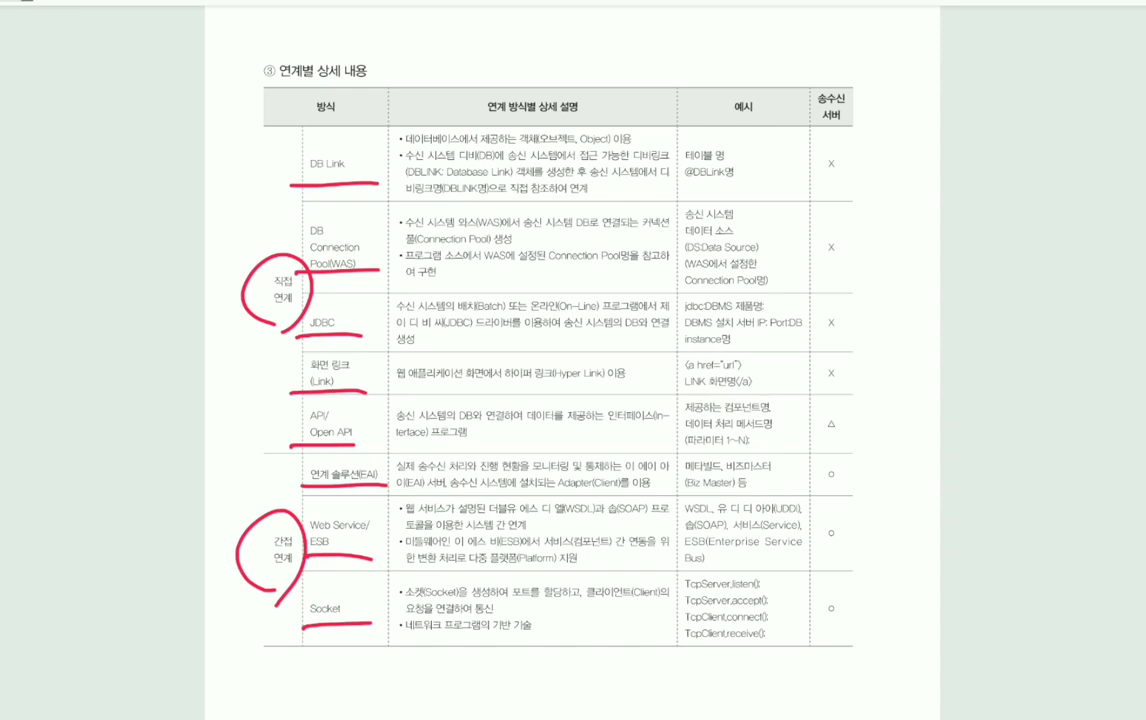 ③ 연계별 상세 내용
방식 연계 방식별 상세 설명 예시 송수신 서버
직접
연계
DB Link
• 데이터베이스에서 제공하는 객체(오브젝트, Object) 이용
• 수신 시스템 디비(DB)에 송신 시스템에서 접근 가능한 디비링크
(DBLINK: Database Link) 객체를 생성한 후 송신 시스템에서 디
비링크명(DBLINK명)으로 직접 참조하여 연계
테이블 명
@DBLink명
X
DB
Connection
Pool(WAS)
• 수신 시스템 와스(WAS)에서 송신 시스템 DB로 연결되는 커넥션
풀(Connection Pool) 생성
• 프로그램 소스에서 WAS에 설정된 Connection Pool명을 참고하
여 구현
송신 시스템
데이터 소스
(DS:Data Source)
(WAS에서 설정한
Connection Pool명)
X
JDBC
수신 시스템의 배치(Batch) 또는 온라인(On-Line) 프로그램에서 제
이 디 비 씨(JDBC) 드라이버를 이용하여 송신 시스템의 DB와 연결
생성
jdbc:DBMS 제품명:
DBMS 설치 서버 IP: Port:DB
instance명
X
화면 링크
(Link)
웹 애플리케이션 화면에서 하이퍼 링크(Hyper Link) 이용
〈a href="url"〉
LINK 화면명〈/a〉
X
API/
Open API
송신 시스템의 DB와 연결하여 데이터를 제공하는 인터페이스(In-
terface) 프로그램
제공하는 컴포넌트명,
데이터 처리 메서드명
(파라미터 1~N);
△
간접
연계
연계 솔루션(EAI)
실제 송수신 처리와 진행 현황을 모니터링 및 통제하는 이 에이 아
이(EAI) 서버, 송수신 시스템에 설치되는 Adapter(Client)를 이용
메타빌드, 비즈마스터
(Biz Master) 등
○
Web Service/
ESB
• 웹 서비스가 설명된 더블유 에스 디 엘(WSDL)과 솝(SOAP) 프로
토콜을 이용한 시스템 간 연계
• 미들웨어인 이 에스 비(ESB)에서 서비스(컴포넌트) 간 연동을 위
한 변환 처리로 다중 플랫폼(Platform) 지원
WSDL, 유 디 디 아이(UDDI),
솝(SOAP), 서비스(Service),
ESB(Enterprise Service
Bus)
○
Socket
• 소켓(Socket)을 생성하여 포트를 할당하고, 클라이언트(Client)의
요청을 연결하여 통신
• 네트워크 프로그램의 기반 기술
TcpServer.listen();
TcpServer.accept();
TcpClient.connect();
TcpClient.receive();
○